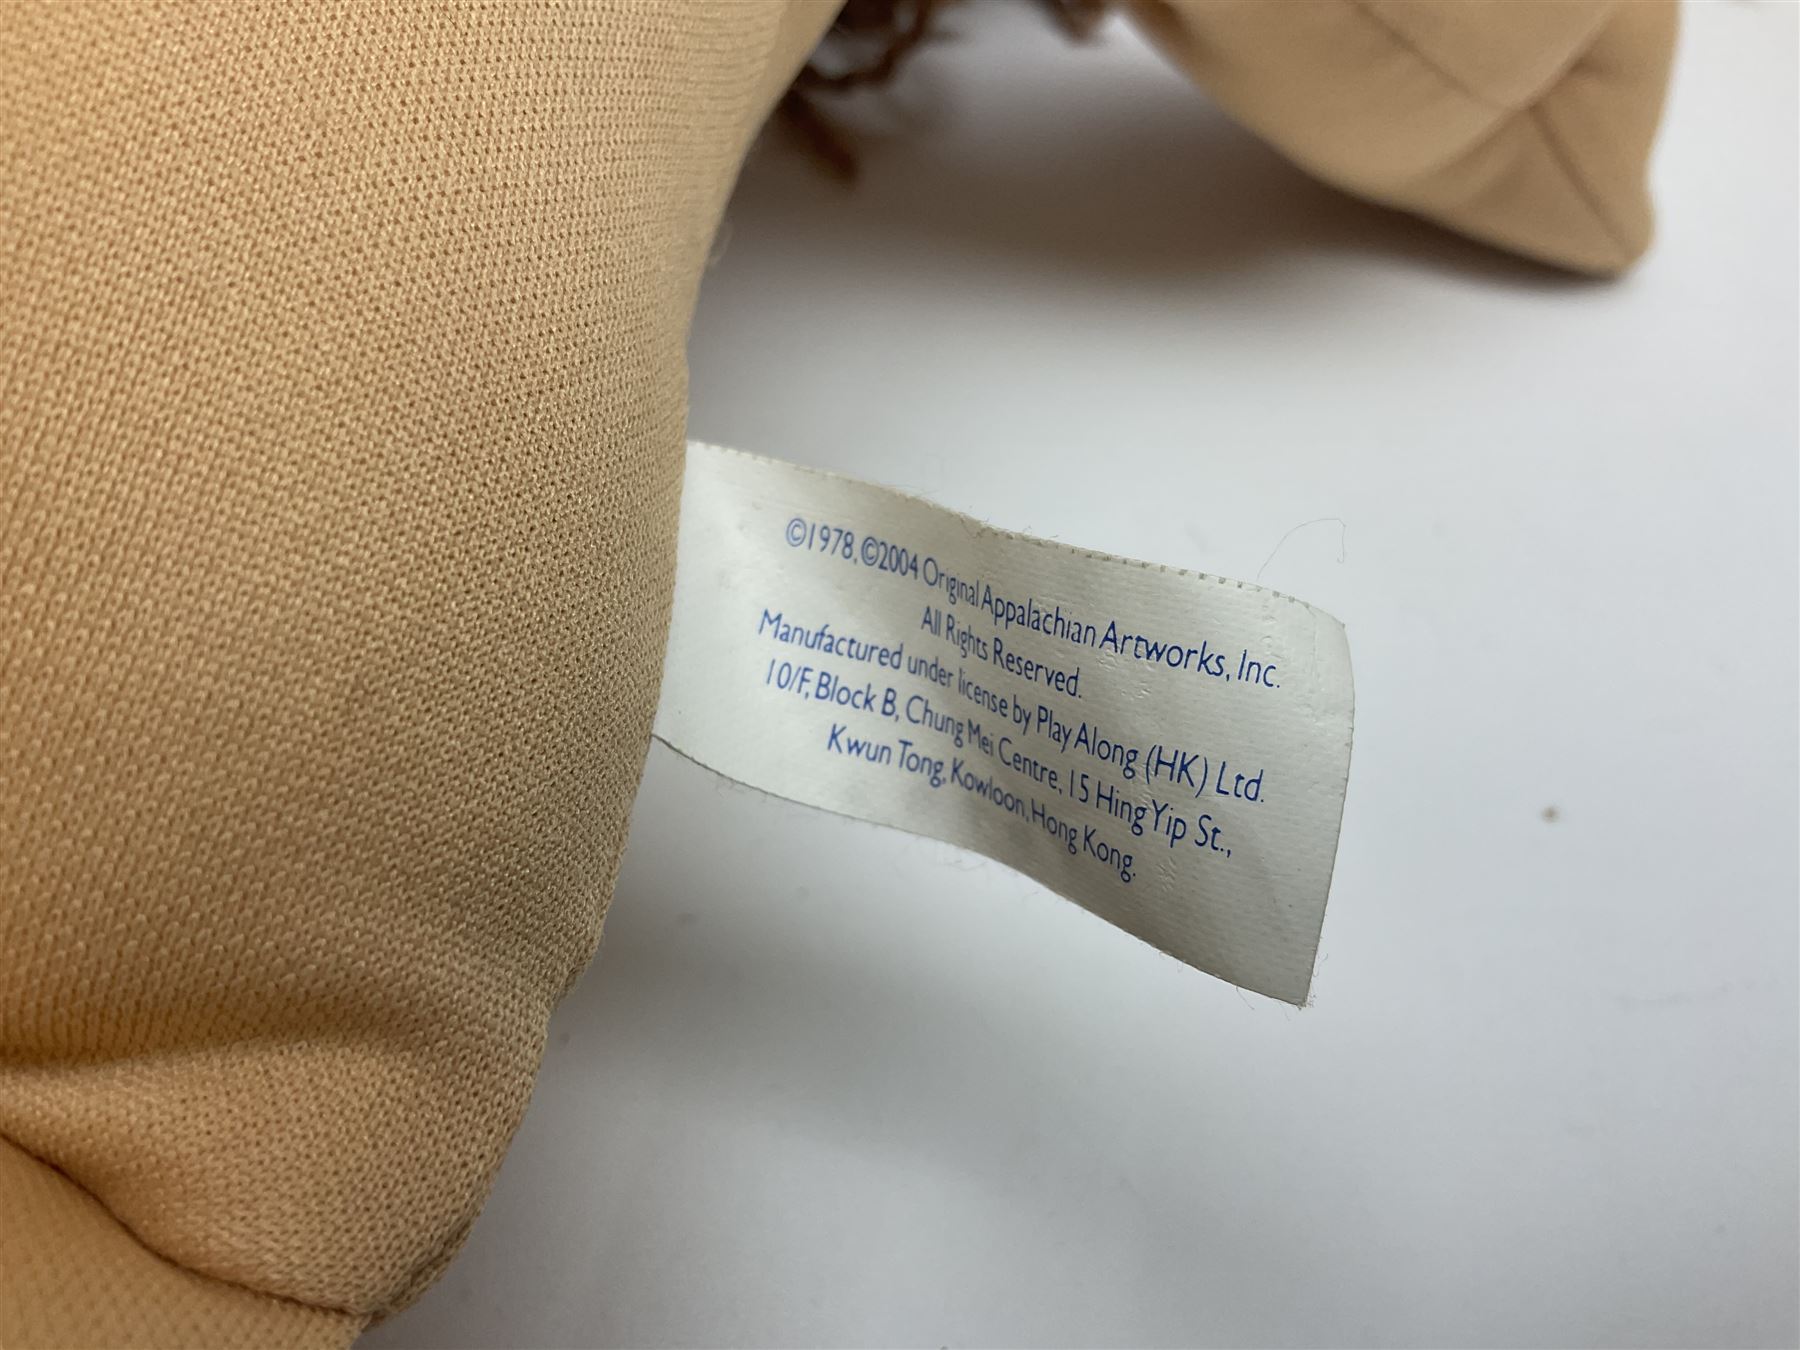 ©1978, ©2004 Original Appalachian Artworks, Inc.
All Rights Reserved.
Manufactured under license by Play Along (HK) Ltd.
10/F, Block B, Chung Mei Centre, 15 Hing Yip St.,
Kwun Tong, Kowloon, Hong Kong.